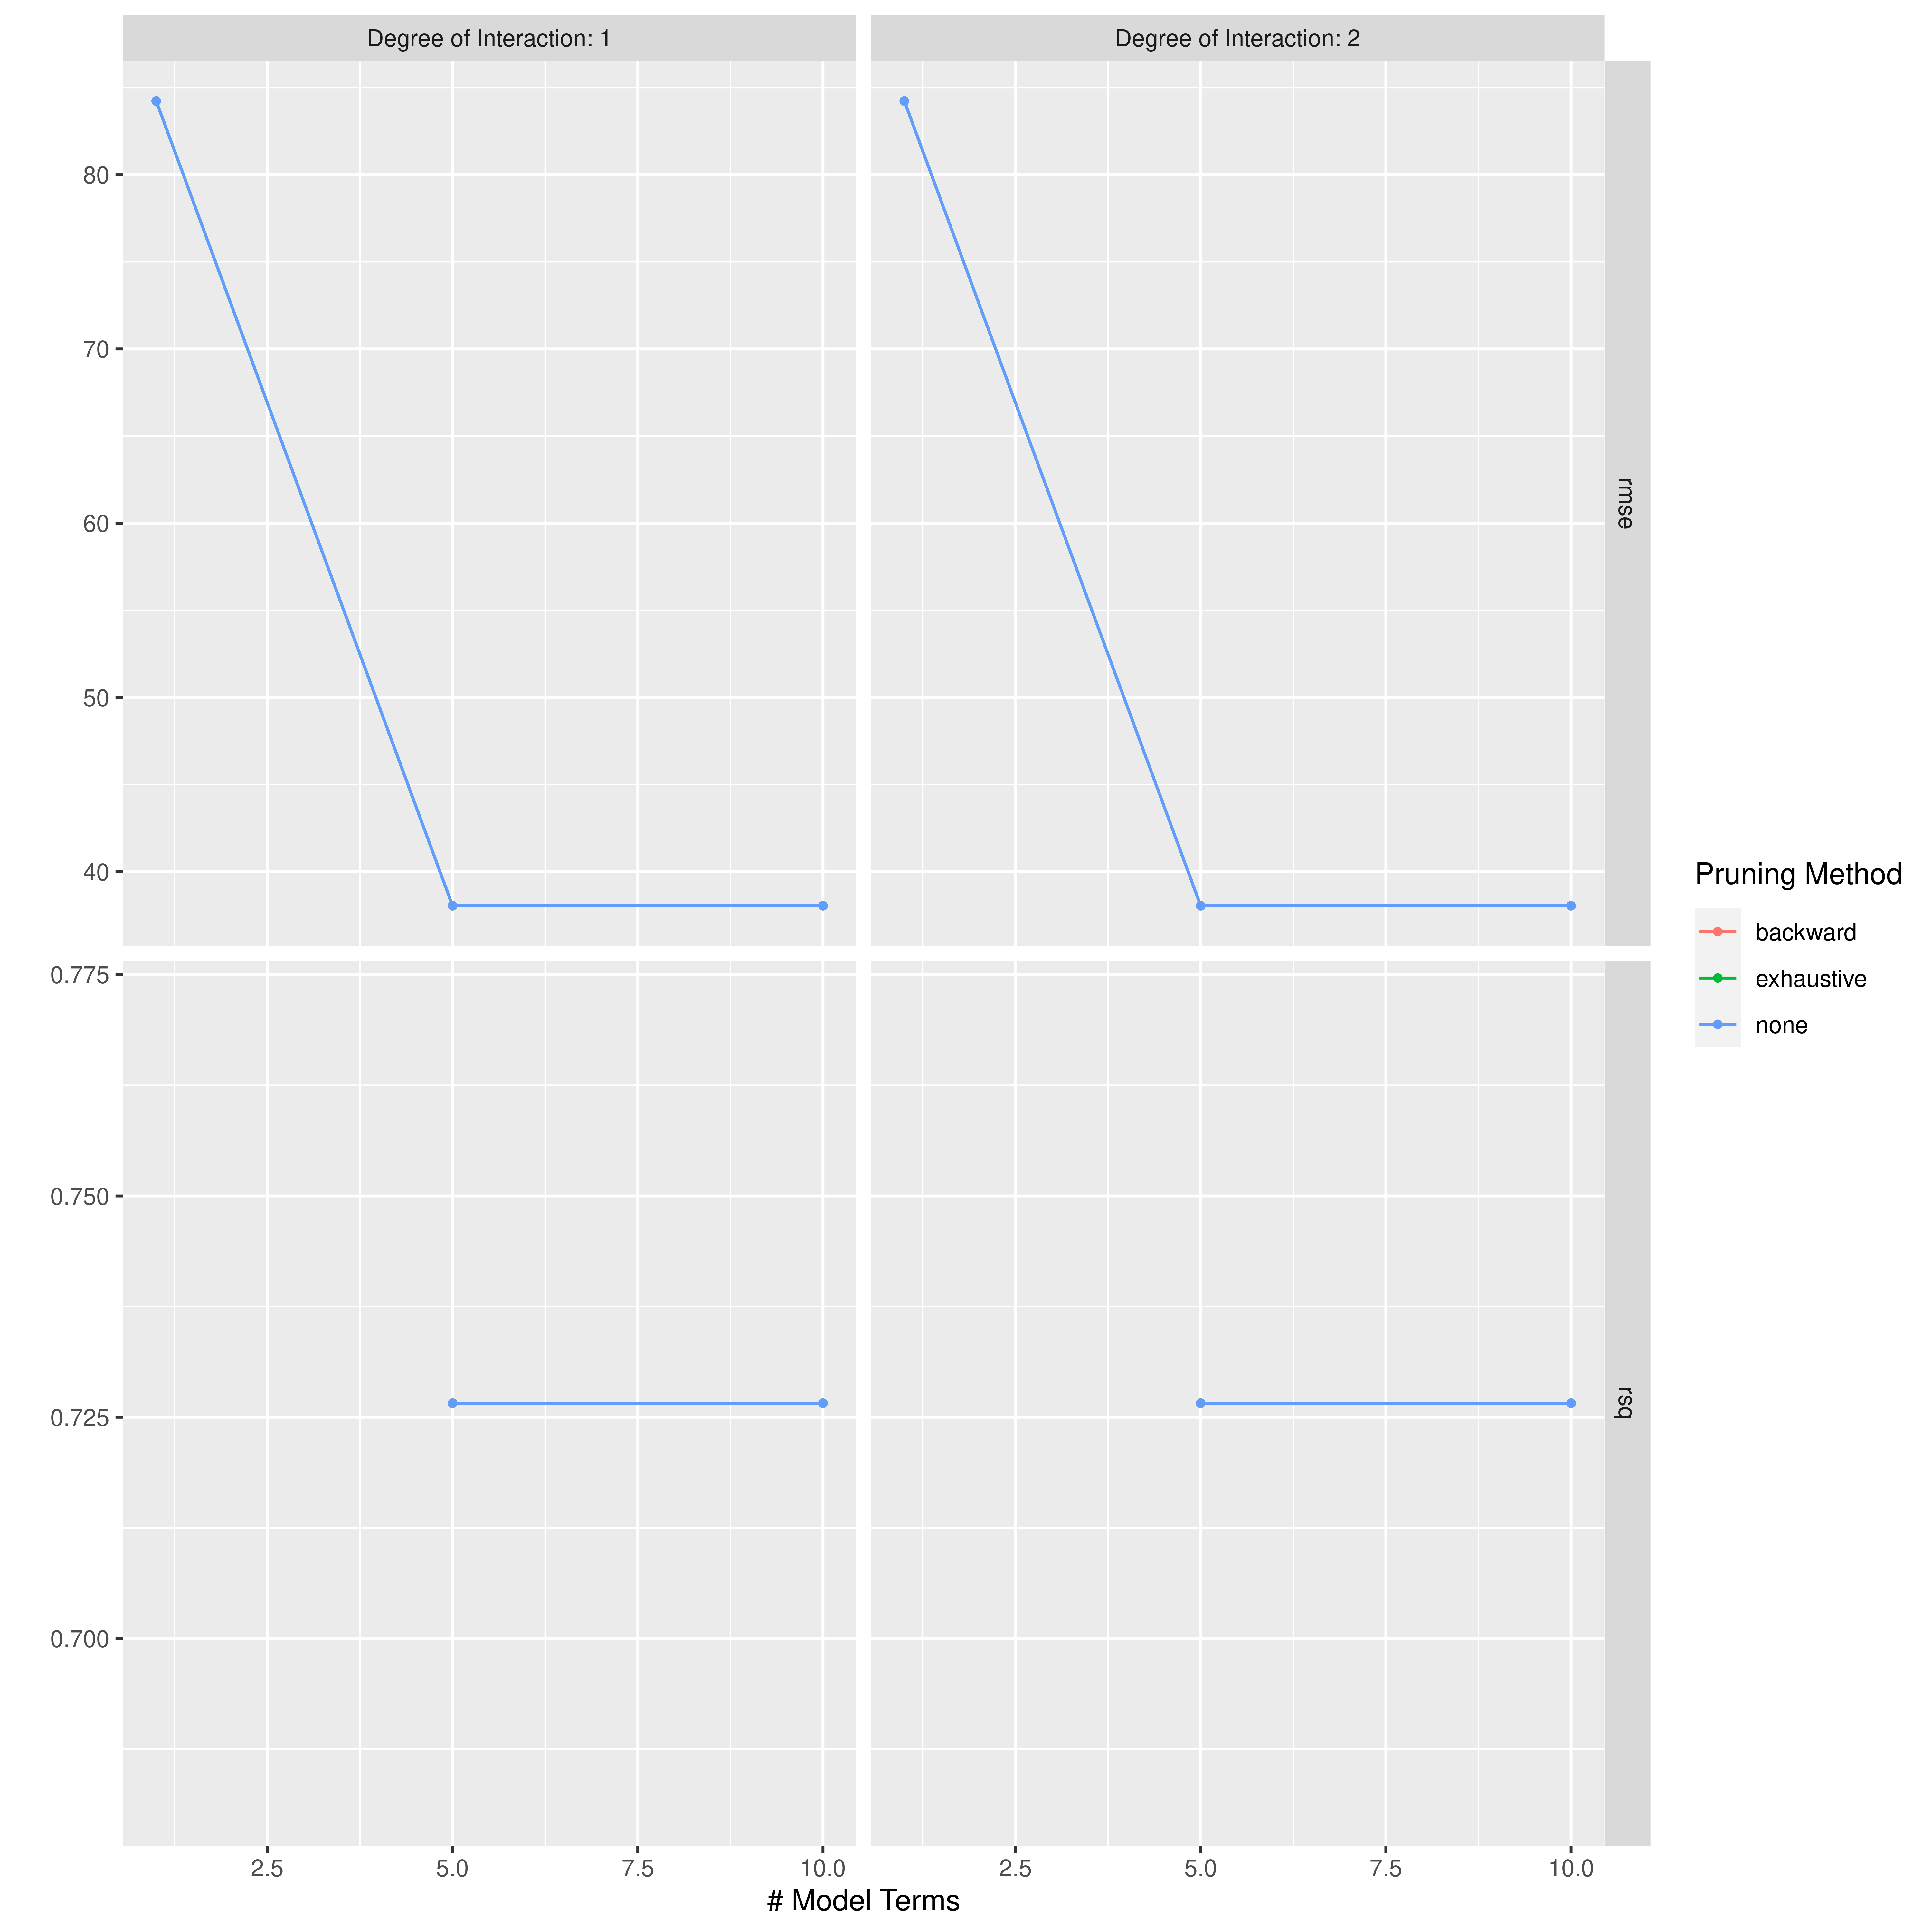 Degree of Interaction: 1
Degree of Interaction: 2
80
70
60
50
40
rmse
0.775
0.750
0.725
0.700
rsq
2.5
5.0
7.5
10.0
2.5
5.0
7.5
10.0
# Model Terms
Pruning Method
backward
exhaustive
none